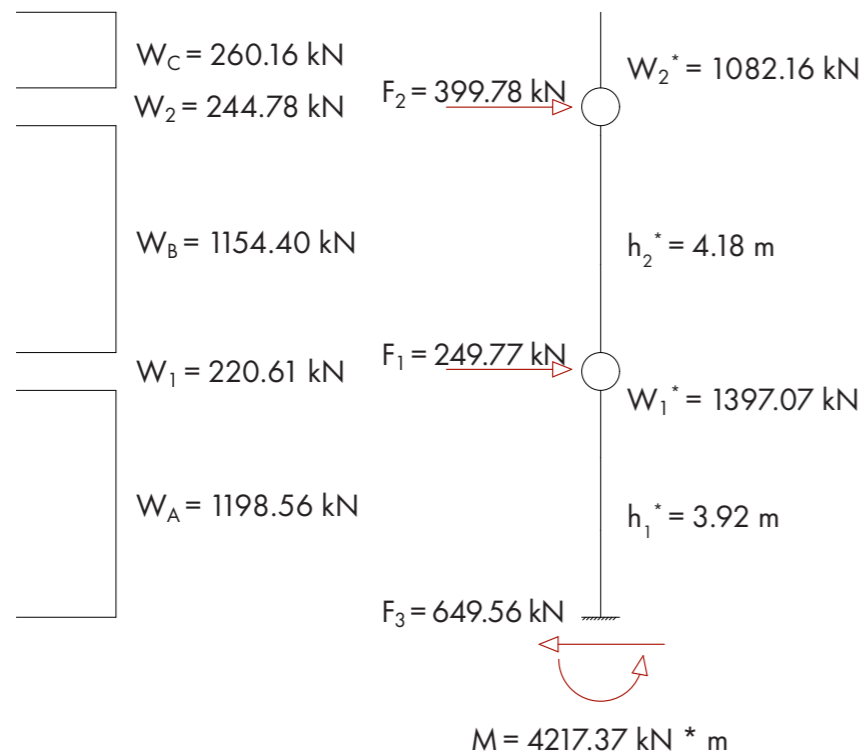 W_C = 260.16 kN
W_2 = 244.78 kN
W_B = 1154.40 kN
W_1 = 220.61 kN
W_A = 1198.56 kN
W_2^* = 1082.16 kN
F_2 = 399.78 kN
h_2^* = 4.18 m
F_1 = 249.77 kN
W_1^* = 1397.07 kN
h_1^* = 3.92 m
F_3 = 649.56 kN
M = 4217.37 kN * m